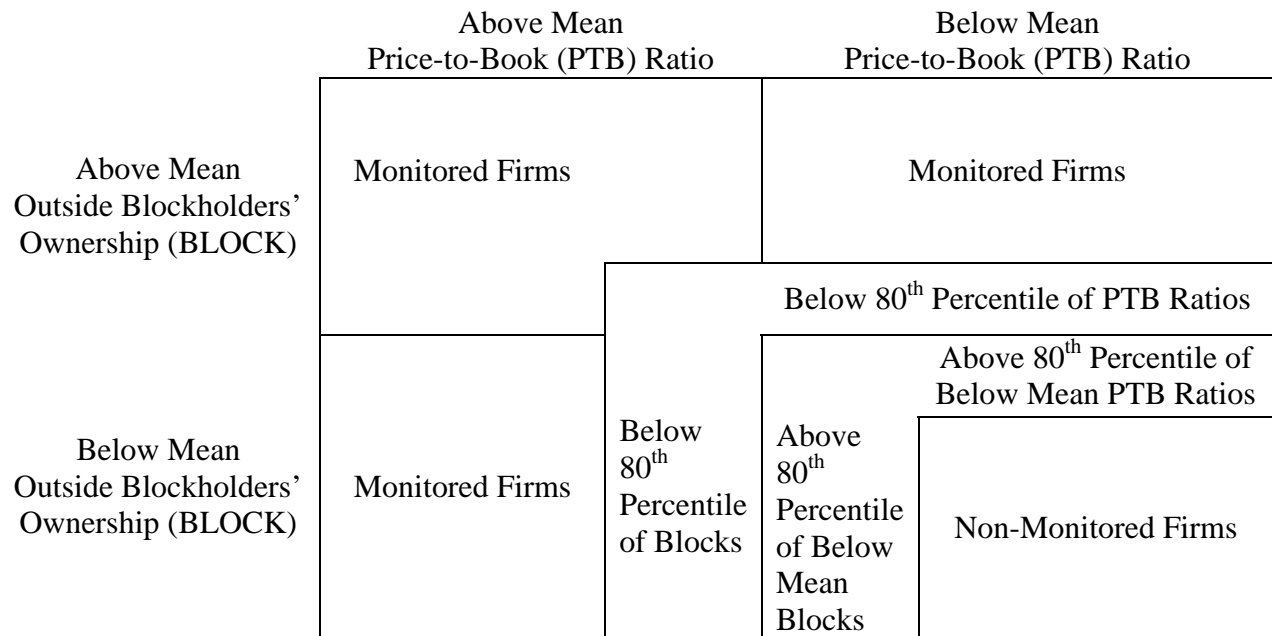 Above Mean
Price-to-Book (PTB) Ratio
Below Mean
Price-to-Book (PTB) Ratio
Above Mean
Outside Blockholders’
Ownership (BLOCK)
Monitored Firms
Monitored Firms
Below 80th Percentile of PTB Ratios
Above 80th Percentile of
Below Mean PTB Ratios
Below Mean
Outside Blockholders’
Ownership (BLOCK)
Monitored Firms
Below
80th
Percentile
of Blocks
Above
80th
Percentile
of Below
Mean
Blocks
Non-Monitored Firms